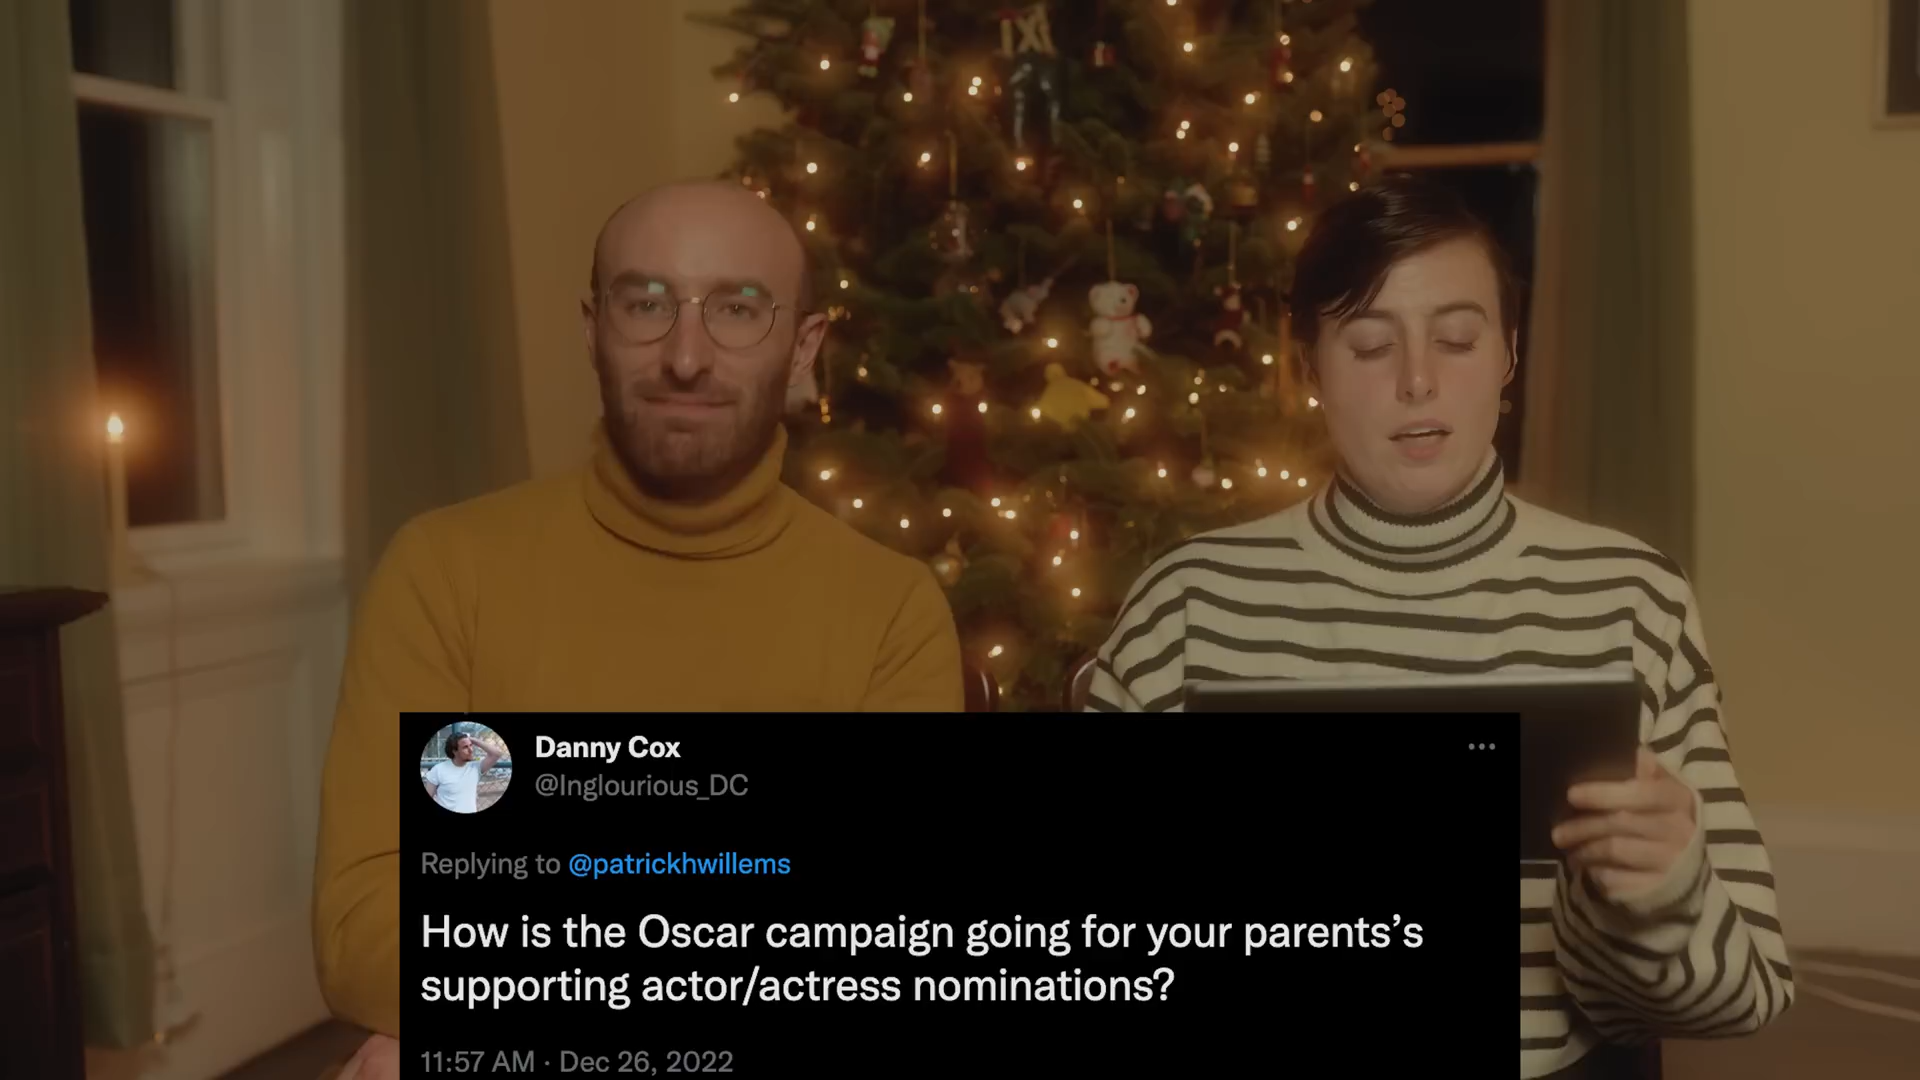 Danny Cox
@Inglourious_DC
Replying to @patrickhwillems
How is the Oscar campaign going for your parents’s
supporting actor/actress nominations?
11:57 AM · Dec 26, 2022